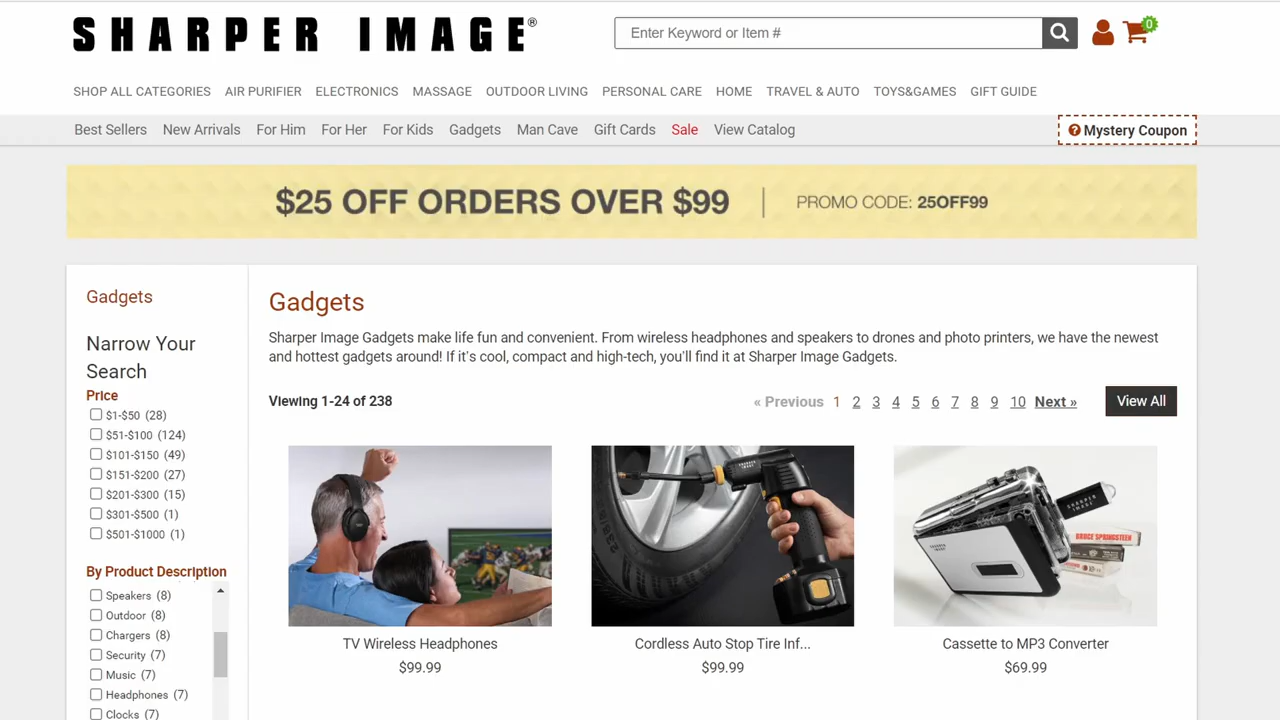 SHARPER IMAGE®
Enter Keyword or Item #
0
SHOP ALL CATEGORIES AIR PURIFIER ELECTRONICS MASSAGE OUTDOOR LIVING PERSONAL CARE HOME TRAVEL & AUTO TOYS&GAMES GIFT GUIDE
Best Sellers New Arrivals For Him For Her For Kids Gadgets Man Cave Gift Cards Sale View Catalog
? Mystery Coupon
$25 OFF ORDERS OVER $99 | PROMO CODE: 25OFF99
Gadgets
Narrow Your
Search
Price
$1-$50 (28)
$51-$100 (124)
$101-$150 (49)
$151-$200 (27)
$201-$300 (15)
$301-$500 (1)
$501-$1000 (1)
By Product Description
Speakers (8)
Outdoor (8)
Chargers (8)
Security (7)
Music (7)
Headphones (7)
Clocks (7)
Gadgets
Sharper Image Gadgets make life fun and convenient. From wireless headphones and speakers to drones and photo printers, we have the newest
and hottest gadgets around! If it's cool, compact and high-tech, you'll find it at Sharper Image Gadgets.
Viewing 1-24 of 238
« Previous 1 2 3 4 5 6 7 8 9 10 Next »
View All
SHARPER
IMAGE
BRUCE SPRINGSTEEN
TV Wireless Headphones
$99.99
Cordless Auto Stop Tire Inf...
$99.99
Cassette to MP3 Converter
$69.99